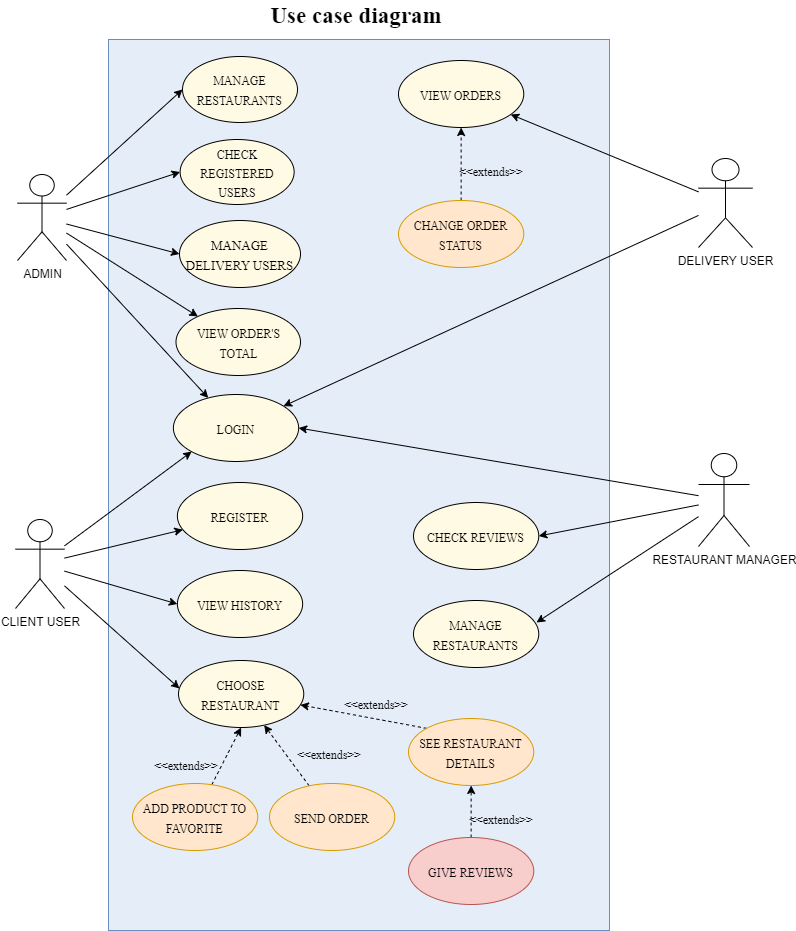 Use case diagram
MANAGE
RESTAURANTS
VIEW ORDERS
CHECK
REGISTERED
USERS
<<extends>>
CHANGE ORDER
STATUS
ADMIN
MANAGE
DELIVERY USERS
DELIVERY USER
VIEW ORDER'S
TOTAL
LOGIN
REGISTER
CHECK REVIEWS
RESTAURANT MANAGER
VIEW HISTORY
CLIENT USER
MANAGE
RESTAURANTS
CHOOSE
RESTAURANT
<<extends>>
SEE RESTAURANT
DETAILS
<<extends>>
<<extends>>
ADD PRODUCT TO
FAVORITE
SEND ORDER
<<extends>>
GIVE REVIEWS